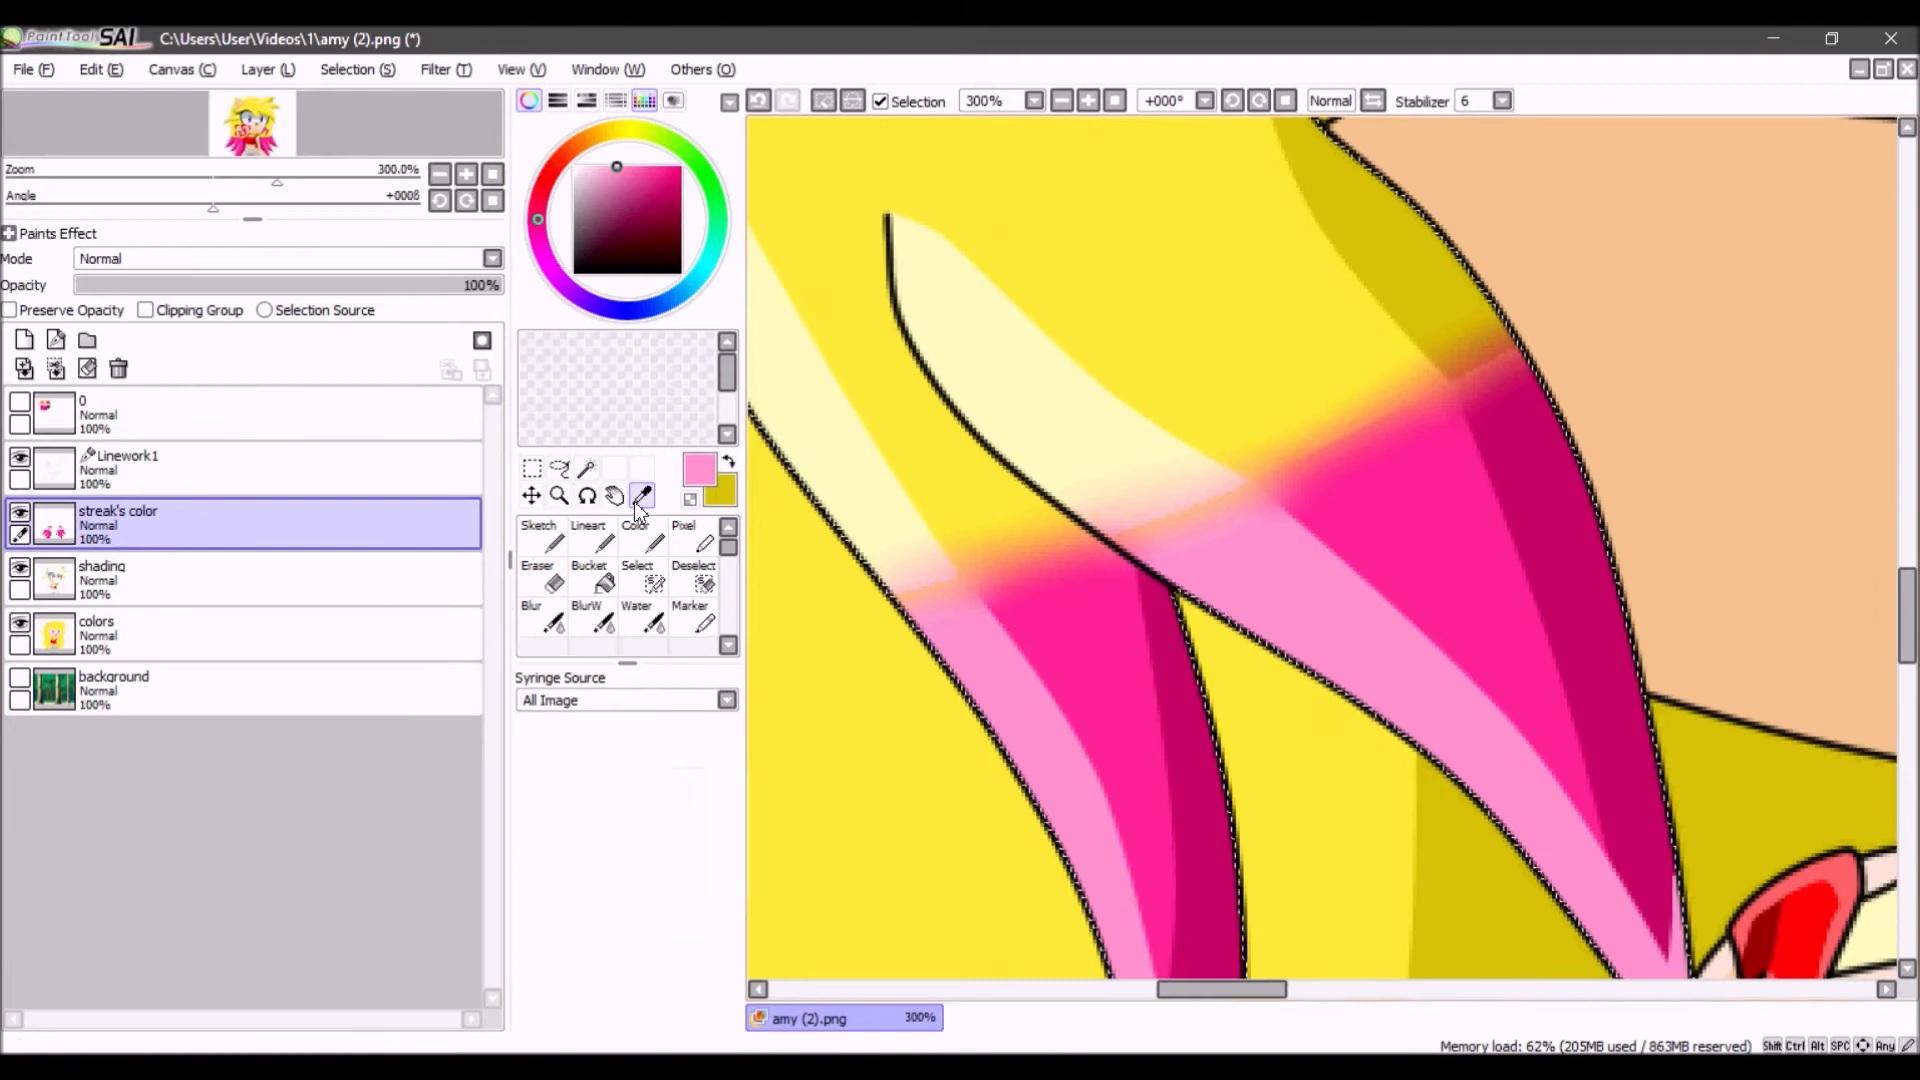 PaintTool SAI C:\Users\User\Videos\1\amy (2).png (*)
File (F) Edit (E) Canvas (C) Layer (L) Selection (S) Filter (T) View (V) Window (W) Others (O)
Selection 300% +000° Normal Stabilizer 6
Zoom 300.0%
Angle +000°
Paints Effect
Mode Normal
Opacity 100%
Preserve Opacity Clipping Group Selection Source
0
Normal
100%
Linework1
Normal
100%
streak's color
Normal
100%
shading
Normal
100%
colors
Normal
100%
background
Normal
100%
Sketch Lineart Color Pixel
Eraser Bucket Select Deselect
Blur BlurW Water Marker
Syringe Source
All Image
amy (2).png 300%
Memory load: 62% (205MB used / 863MB reserved) Shift Ctrl Alt SPC Any